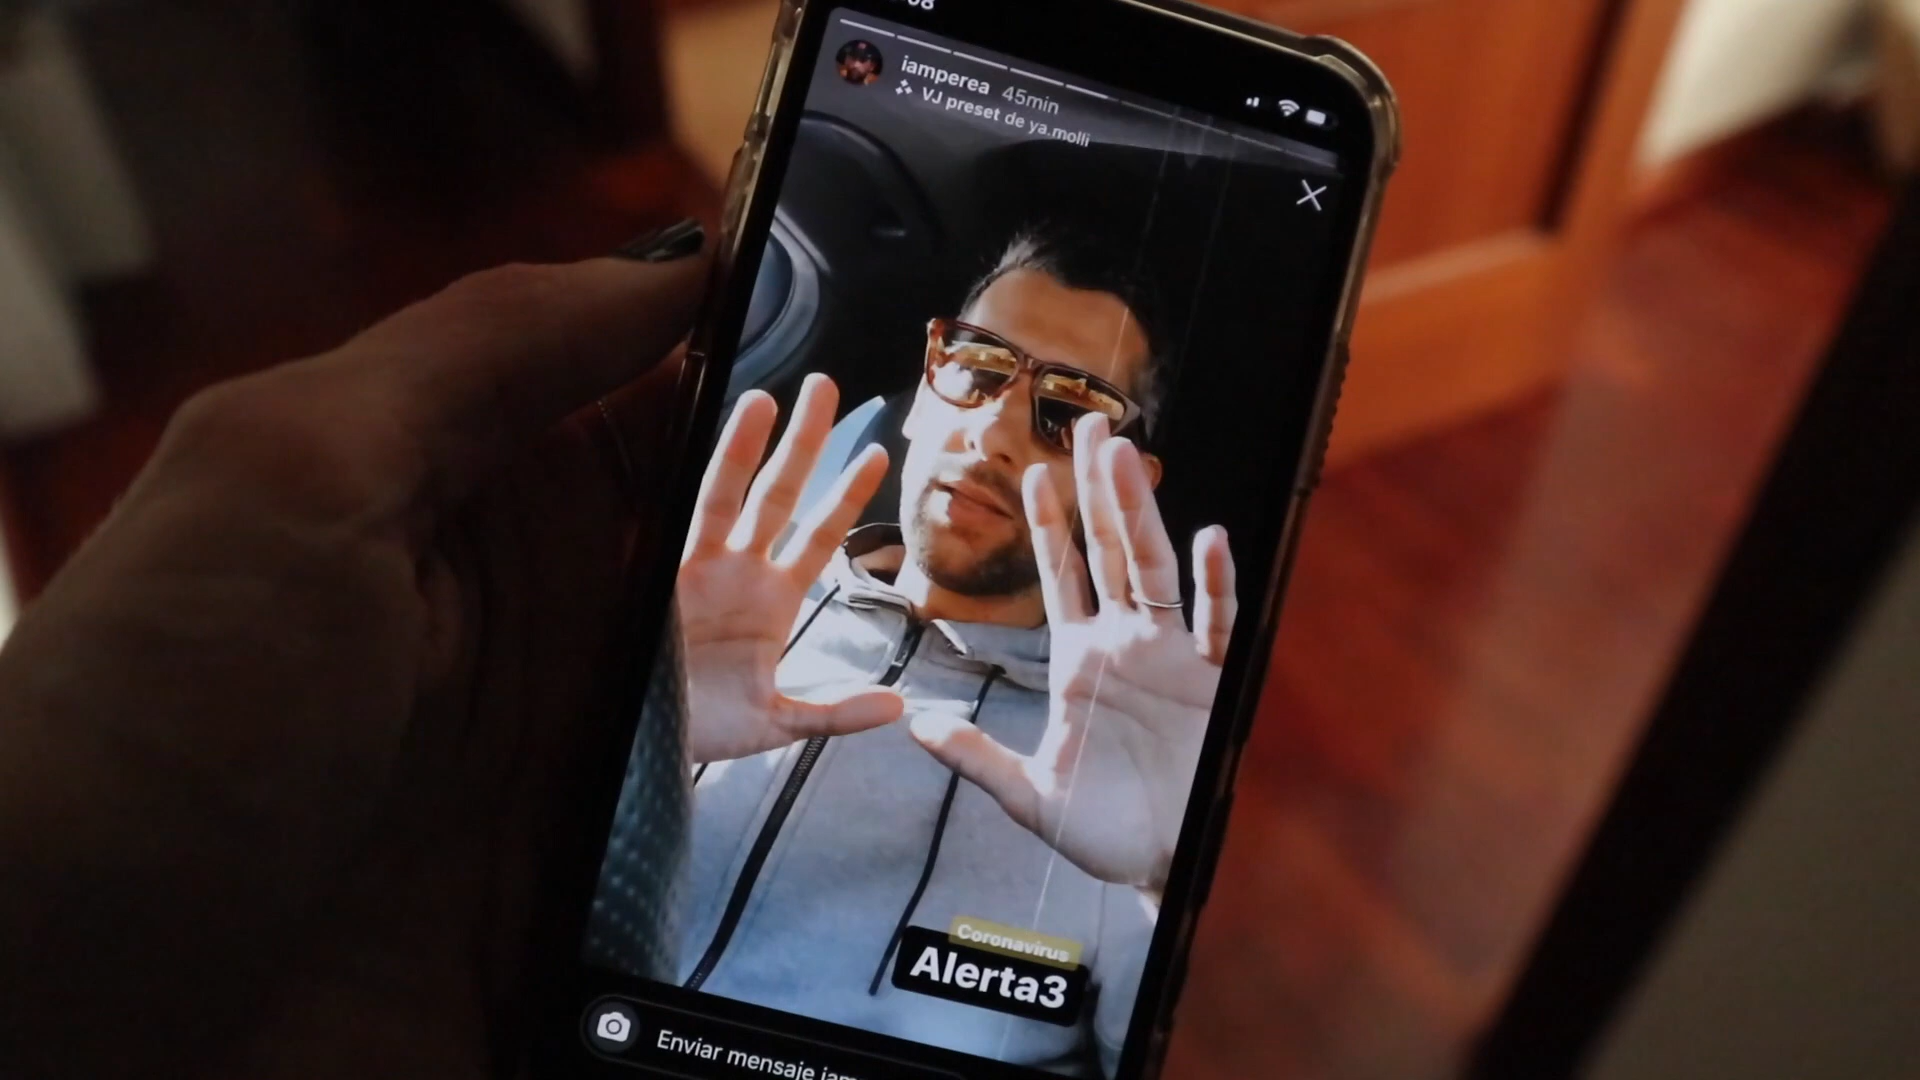 iamperea 45min
VJ preset de ya.molli
Coronavirus
Alerta3
Enviar mensaje